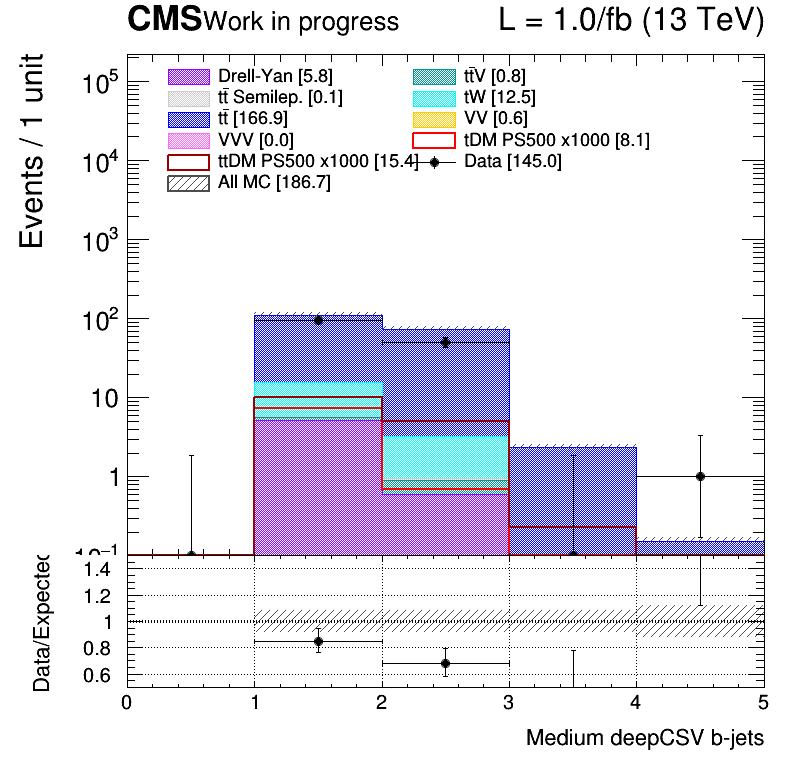 CMS Work in progress L = 1.0/fb (13 TeV)
Drell-Yan [5.8] tt̄V [0.8]
tt̄ Semilep. [0.1] tW [12.5]
tt̄ [166.9] VV [0.6]
VVV [0.0] tDM PS500 x1000 [8.1]
ttDM PS500 x1000 [15.4] Data [145.0]
All MC [186.7]
Events / 1 unit
10⁵
10⁴
10³
10²
10
1
10⁻¹
Data/Expected
1.4
1.2
1
0.8
0.6
0 1 2 3 4 5
Medium deepCSV b-jets